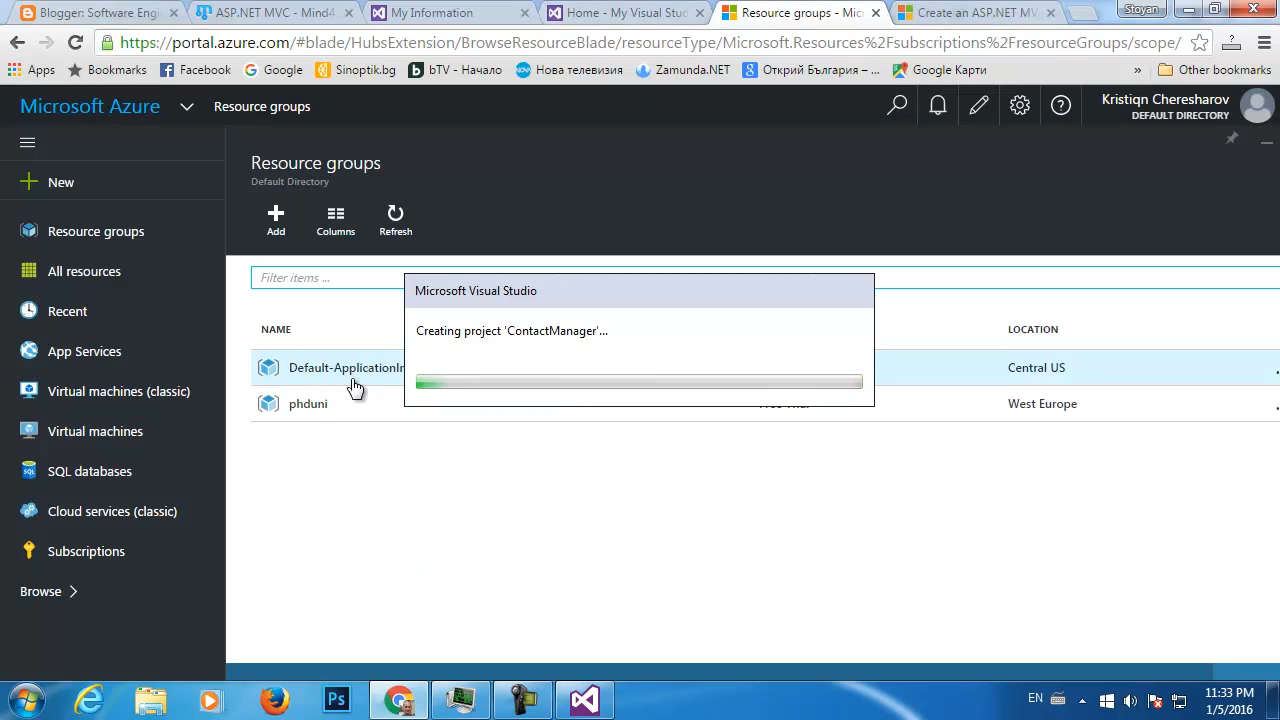 Blogger: Software Engi
ASP.NET MVC - Mind4
My Information
Home - My Visual Studi
Resource groups - Micr
Create an ASP.NET MV
Stoyan
https://portal.azure.com/#blade/HubsExtension/BrowseResourceBlade/resourceType/Microsoft.Resources%2Fsubscriptions%2FresourceGroups/scope/
Apps
Bookmarks
Facebook
Google
Sinoptik.bg
bTV - Начало
Нова телевизия
Zamunda.NET
Открий България – ...
Google Карти
»
Other bookmarks
Microsoft Azure
Resource groups
Kristiqn Cheresharov
DEFAULT DIRECTORY
New
Resource groups
All resources
Recent
App Services
Virtual machines (classic)
Virtual machines
SQL databases
Cloud services (classic)
Subscriptions
Browse
Resource groups
Default Directory
Add
Columns
Refresh
Filter items ...
NAME
LOCATION
Default-ApplicationIn
Central US
phduni
West Europe
Microsoft Visual Studio
Creating project 'ContactManager'...
Ps
EN
11:33 PM
1/5/2016